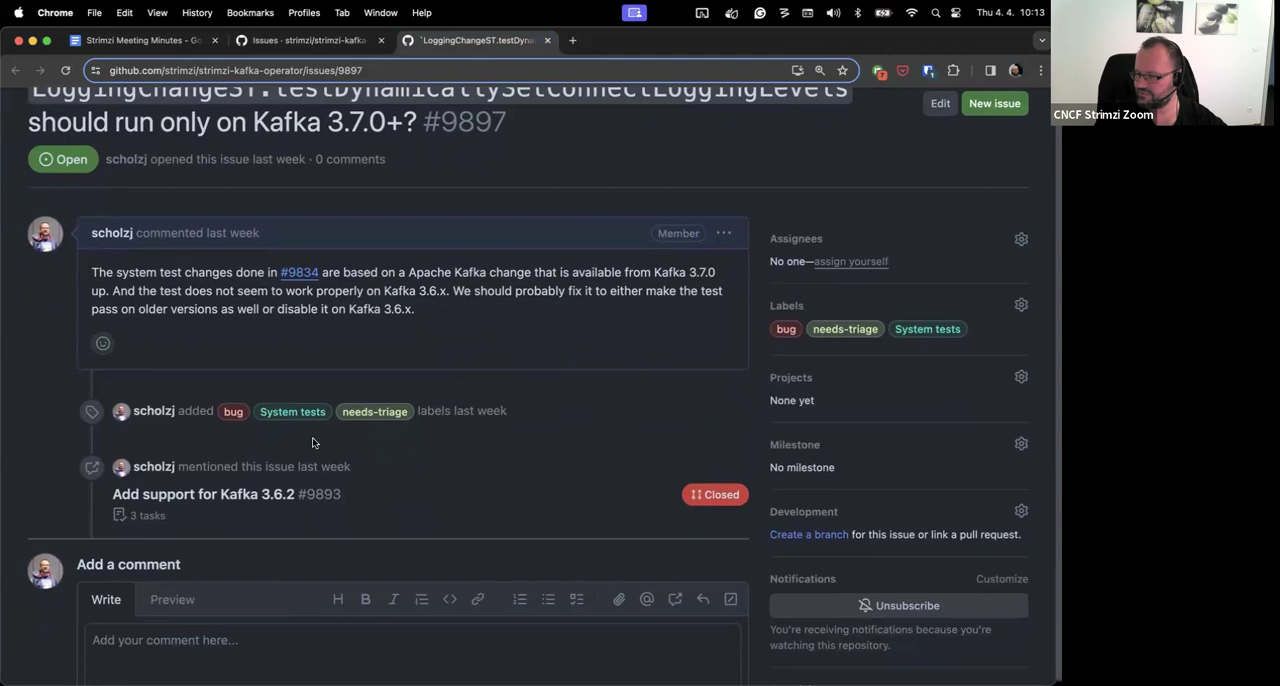 Chrome File Edit View History Bookmarks Profiles Tab Window Help Thu 4. 4. 10:13
Strimzi Meeting Minutes - Go Issues · strimzi/strimzi-kafka- `LoggingChangeST.testDyna
github.com/strimzi/strimzi-kafka-operator/issues/9897
7
CNCF Strimzi Zoom
LoggingChangeST.testDynamicallySetConnectLoggingLevels
should run only on Kafka 3.7.0+? #9897
Edit New issue
Open scholzj opened this issue last week · 0 comments
scholzj commented last week Member ...
The system test changes done in #9834 are based on a Apache Kafka change that is available from Kafka 3.7.0
up. And the test does not seem to work properly on Kafka 3.6.x. We should probably fix it to either make the test
pass on older versions as well or disable it on Kafka 3.6.x.
scholzj added bug System tests needs-triage labels last week
scholzj mentioned this issue last week
Add support for Kafka 3.6.2 #9893
Closed
3 tasks
Add a comment
Write Preview
Add your comment here...
Assignees
No one—assign yourself
Labels
bug needs-triage System tests
Projects
None yet
Milestone
No milestone
Development
Create a branch for this issue or link a pull request.
Notifications Customize
Unsubscribe
You're receiving notifications because you're
watching this repository.